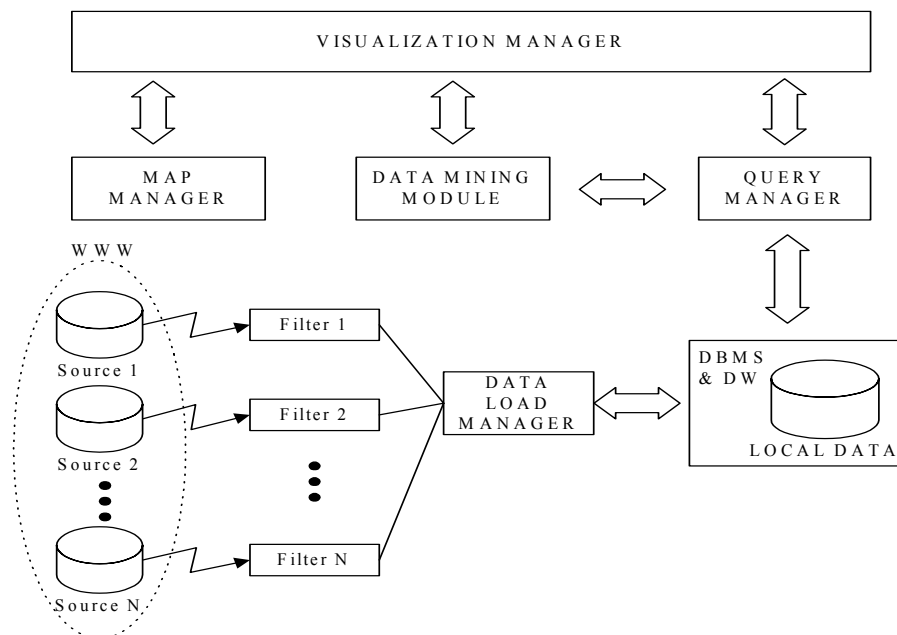 VISUALIZATION MANAGER
MAP
MANAGER
DATA MINING
MODULE
QUERY
MANAGER
WWW
Source 1
Filter 1
Source 2
Filter 2
Source N
Filter N
DATA
LOAD
MANAGER
DBMS
& DW
LOCAL DATA